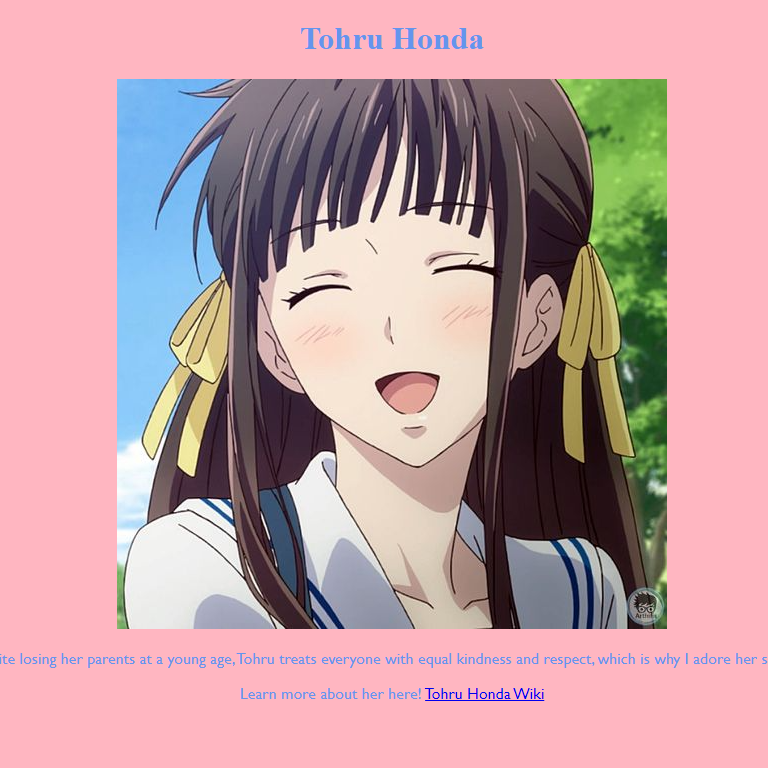 Tohru Honda
Arthifis
losing her parents at a young age, Tohru treats everyone with equal kindness and respect, which is why I adore her
Learn more about her here! Tohru Honda Wiki